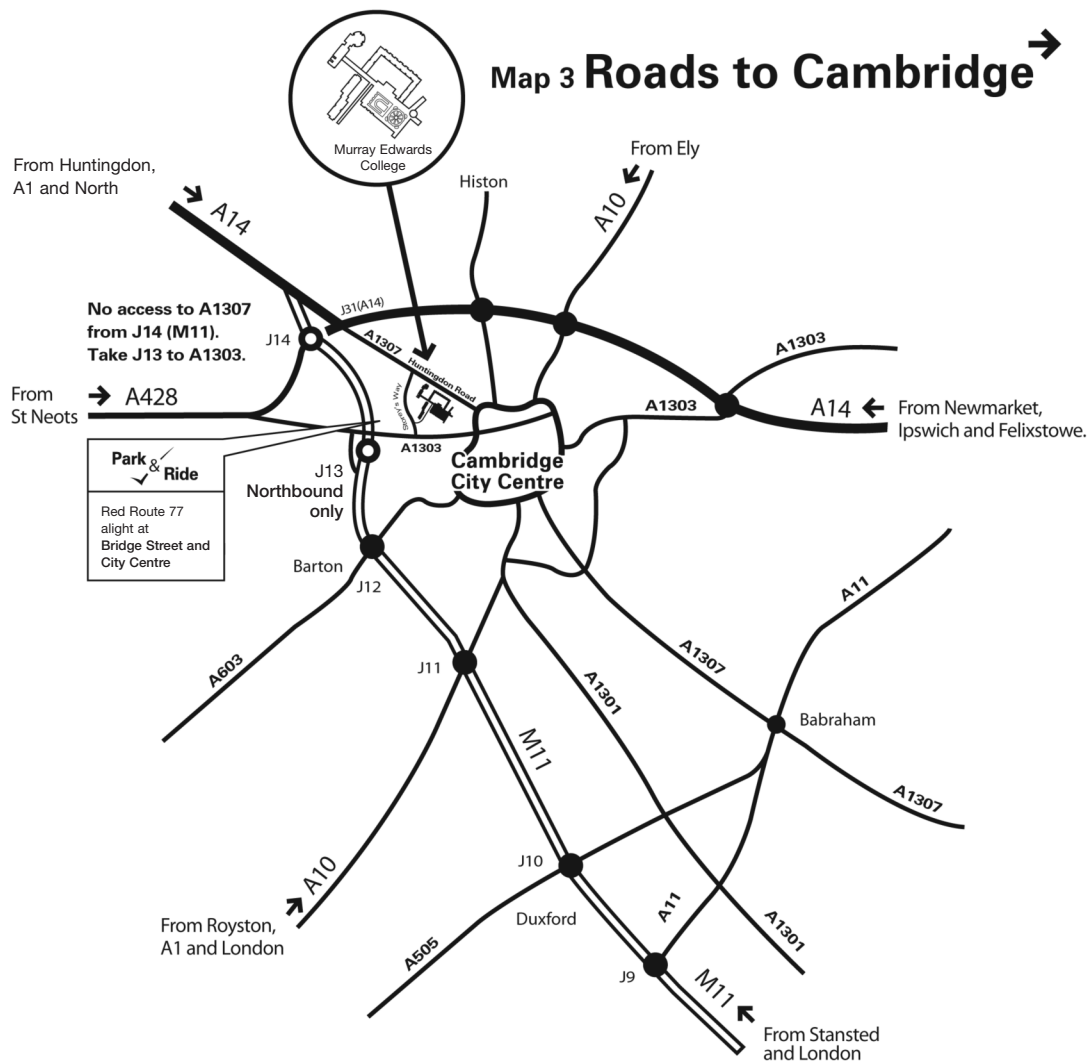 Map 3 Roads to Cambridge
Murray Edwards
College
From Huntingdon,
A1 and North
A14
Histon
From Ely
A10
No access to A1307
from J14 (M11).
Take J13 to A1303.
J14
J31(A14)
A1307
Huntingdon Road
Storey's Way
A1303
From
St Neots
A428
A1303
A1303
A14
From Newmarket,
Ipswich and Felixstowe.
Park
&
Ride
Red Route 77
alight at
Bridge Street and
City Centre
J13
Northbound
only
Cambridge
City Centre
Barton
J12
A603
J11
M11
A1301
A1307
A11
Babraham
A1307
A10
From Royston,
A1 and London
J10
Duxford
A505
A11
A1301
J9
M11
From Stansted
and London